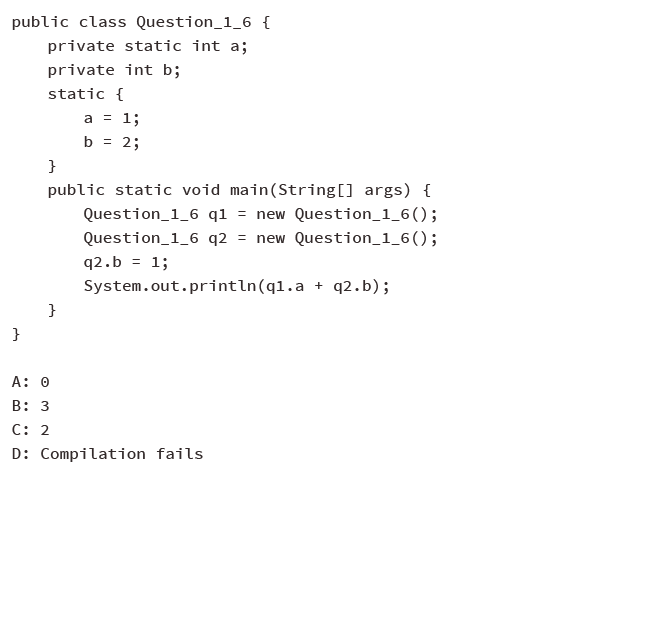 public class Question_1_6 {
    private static int a;
    private int b;
    static {
        a = 1;
        b = 2;
    }
    public static void main(String[] args) {
        Question_1_6 q1 = new Question_1_6();
        Question_1_6 q2 = new Question_1_6();
        q2.b = 1;
        System.out.println(q1.a + q2.b);
    }
}
A: 0
B: 3
C: 2
D: Compilation fails